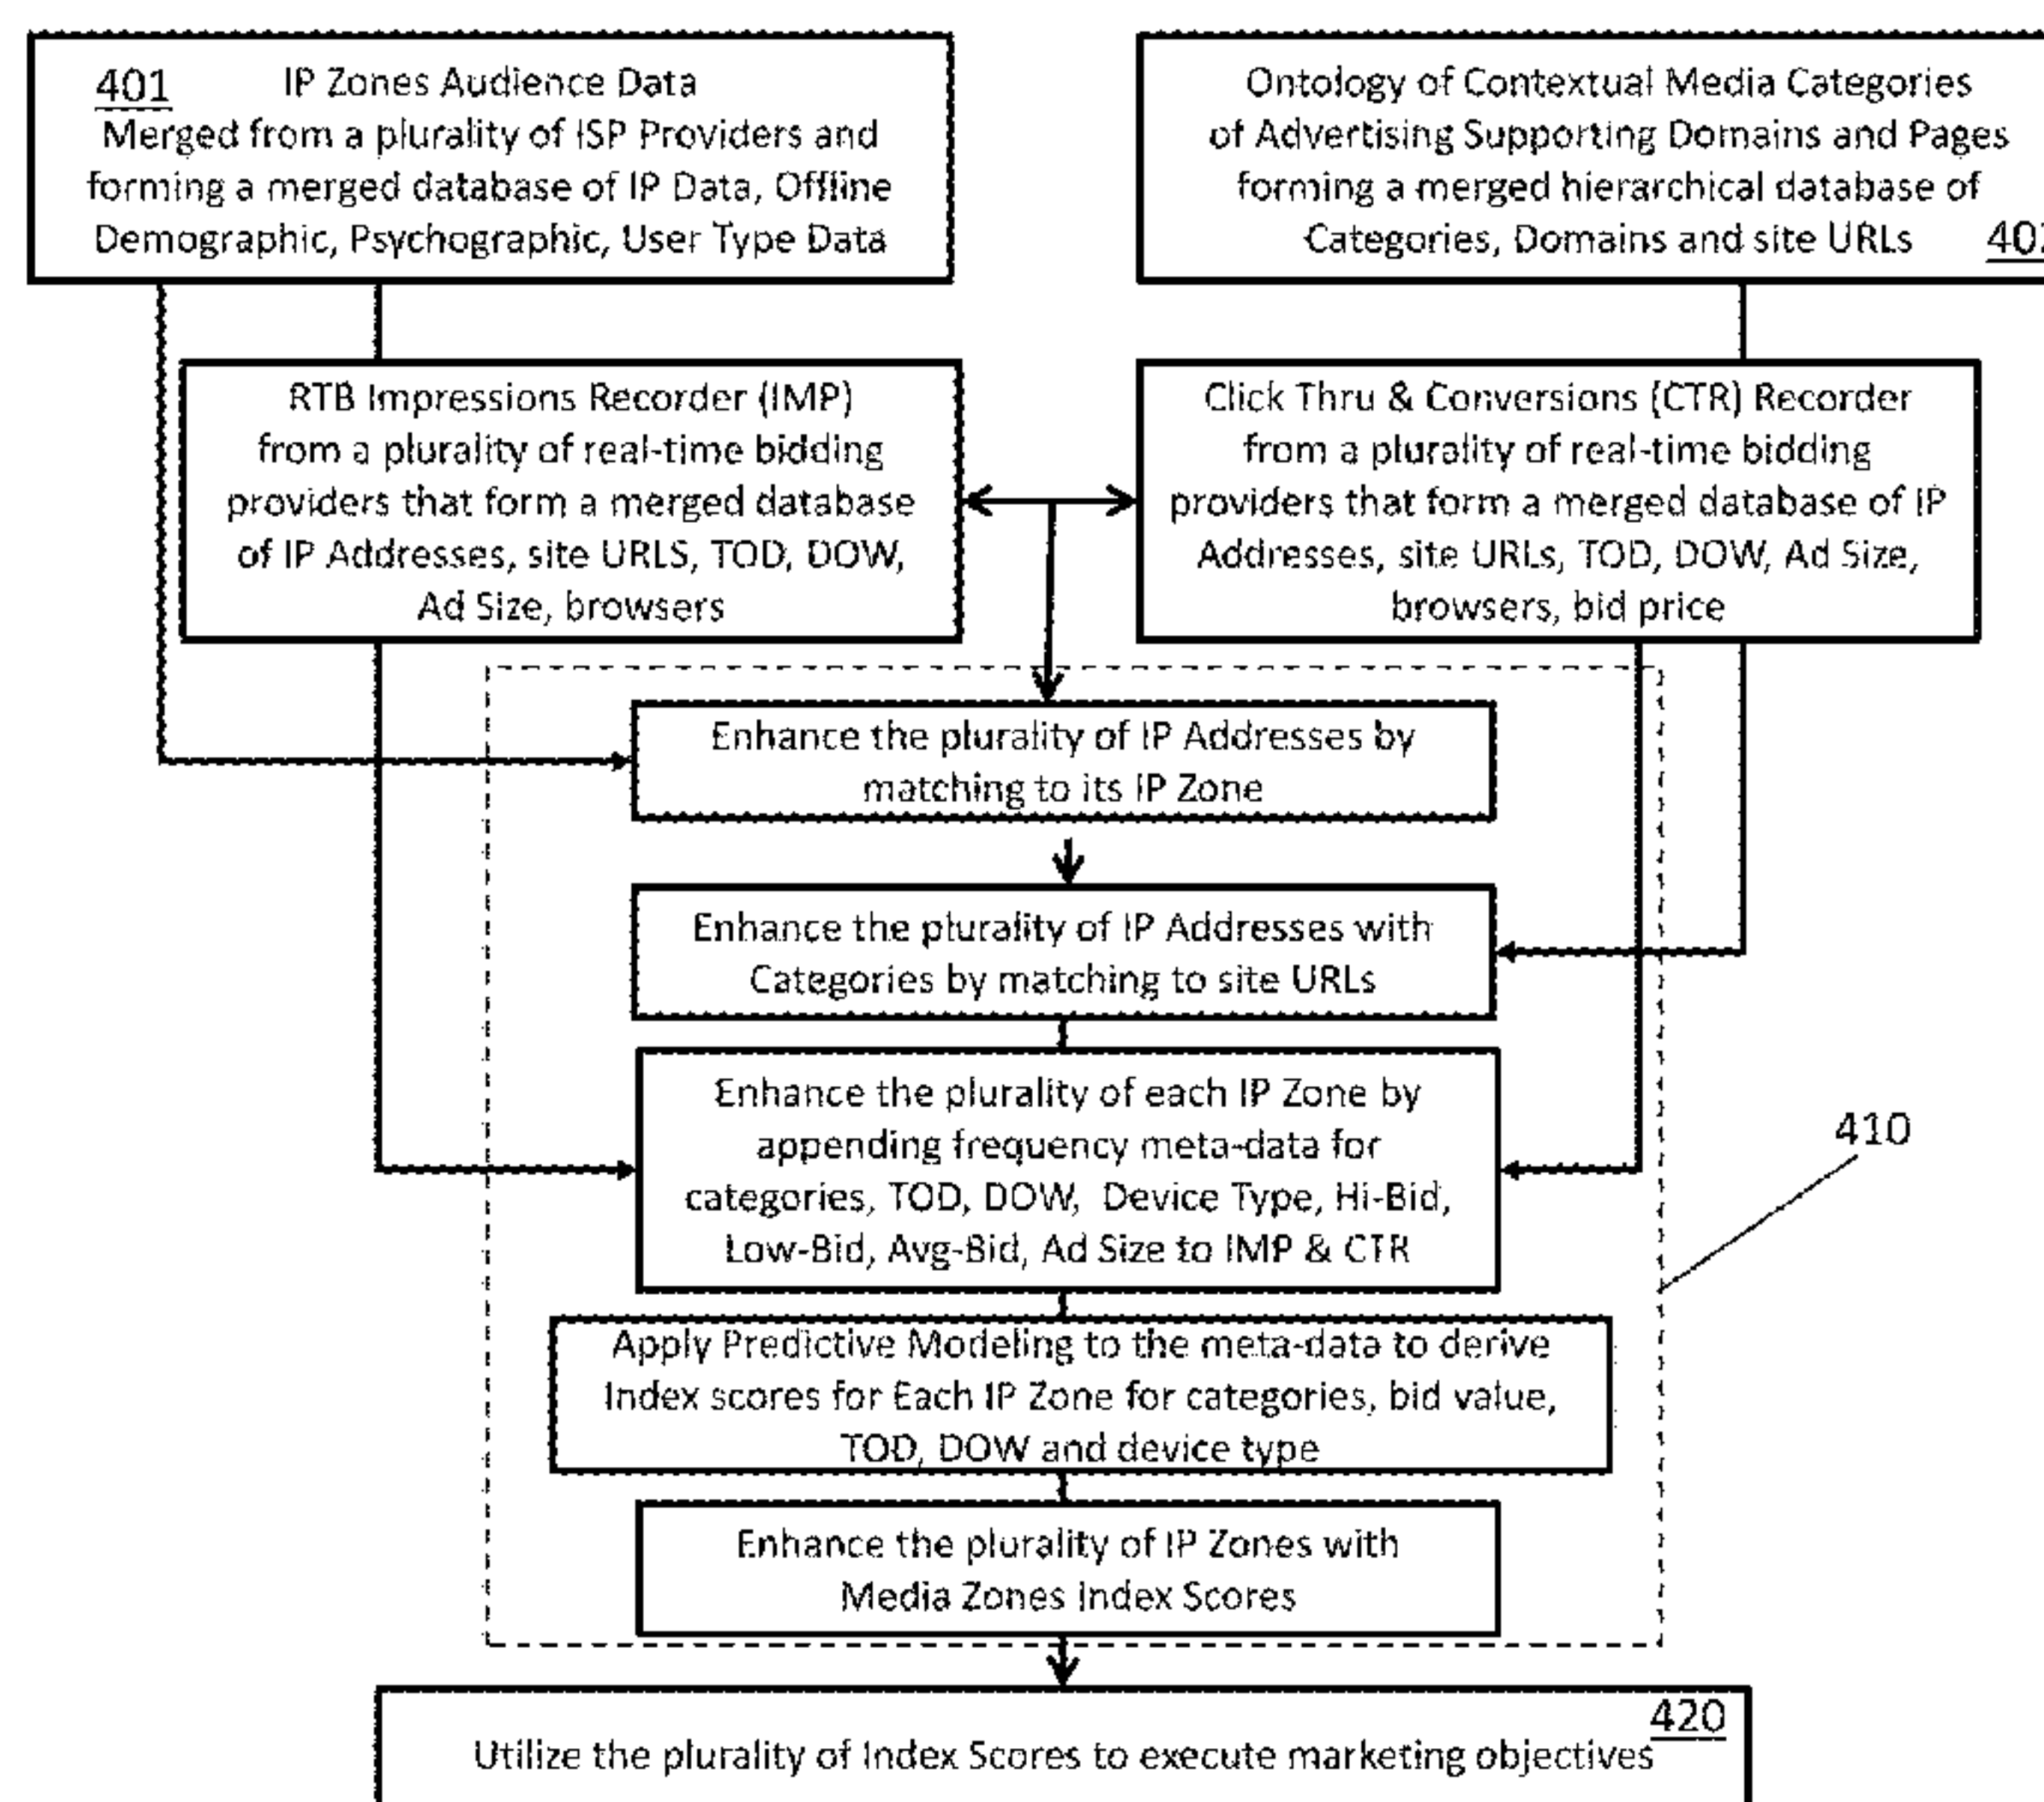 401 IP Zones Audience Data
Merged from a plurality of ISP Providers and
forming a merged database of IP Data, Offline
Demographic, Psychographic, User Type Data
Ontology of Contextual Media Categories
of Advertising Supporting Domains and Pages
forming a merged hierarchical database of
Categories, Domains and site URLs
RTB Impressions Recorder (IMP)
from a plurality of real-time bidding
providers that form a merged database
of IP Addresses, site URLS, TOD, DOW,
Ad Size, browsers
Click Thru & Conversions (CTR) Recorder
from a plurality of real-time bidding
providers that form a merged database of IP
Addresses, site URLs, TOD, DOW, Ad Size,
browsers, bid price
Enhance the plurality of IP Addresses by
matching to its IP Zone
Enhance the plurality of IP Addresses with
Categories by matching to site URLs
Enhance the plurality of each IP Zone by
appending frequency meta-data for
categories, TOD, DOW, Device Type, Hi-Bid,
Low-Bid, Avg-Bid, Ad Size to IMP & CTR
410
Apply Predictive Modeling to the meta-data to derive
Index scores for Each IP Zone for categories, bid value,
TOD, DOW and device type
Enhance the plurality of IP Zones with
Media Zones Index Scores
420
Utilize the plurality of Index Scores to execute marketing objectives